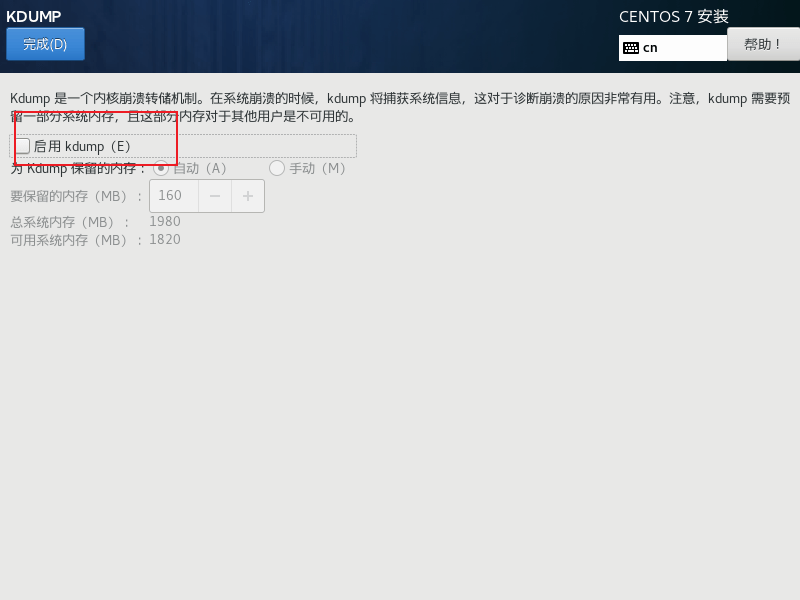 KDUMP
CENTOS 7 安装
完成(D)
cn
帮助！
Kdump 是一个内核崩溃转储机制。在系统崩溃的时候，kdump 将捕获系统信息，这对于诊断崩溃的原因非常有用。注意，kdump 需要预
留一部分系统内存，且这部分内存对于其他用户是不可用的。
启用 kdump（E）
为 Kdump 保留的内存： 自动（A） 手动（M）
要保留的内存（MB）： 160
总系统内存（MB）： 1980
可用系统内存（MB）： 1820